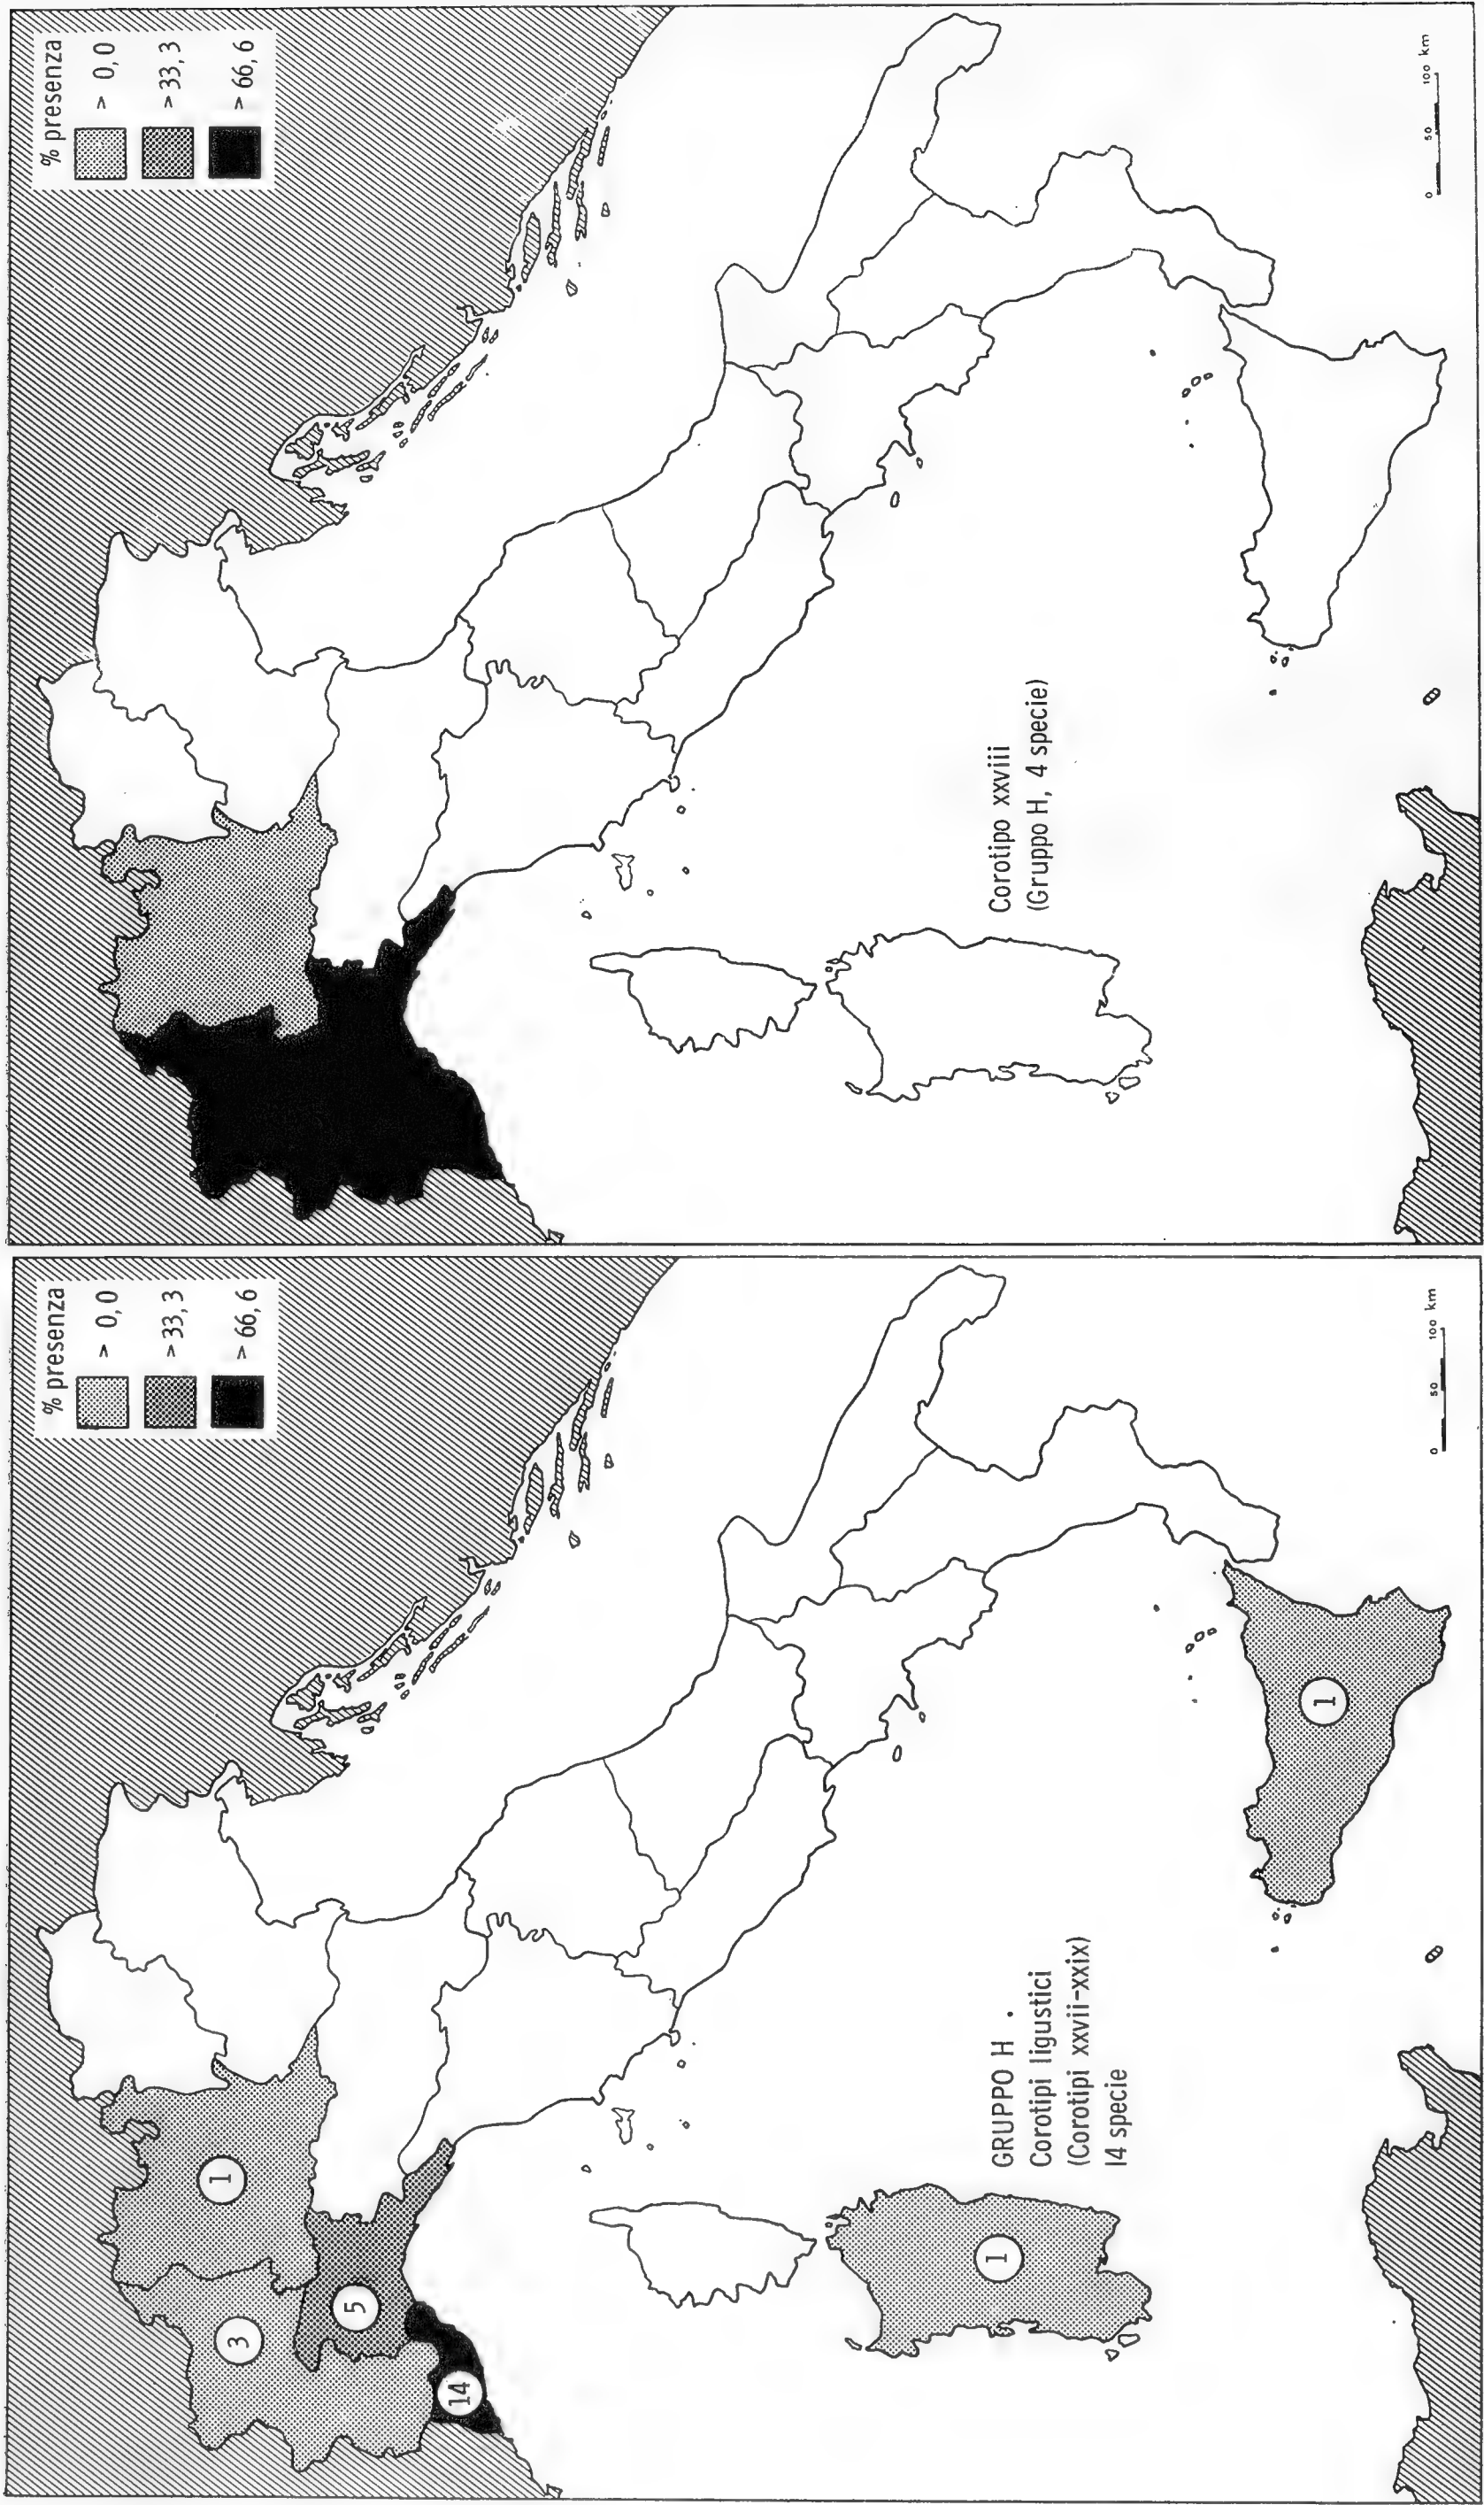 % presenza
> 0,0
> 33,3
> 66,6
3
1
5
14
1
1
GRUPPO H .
Corotipi ligustici
(Corotipi xxvii-xxix)
14 specie
0 50 100 km
% presenza
> 0,0
> 33,3
> 66,6
Corotipo xxviii
(Gruppo H, 4 specie)
0 50 100 km